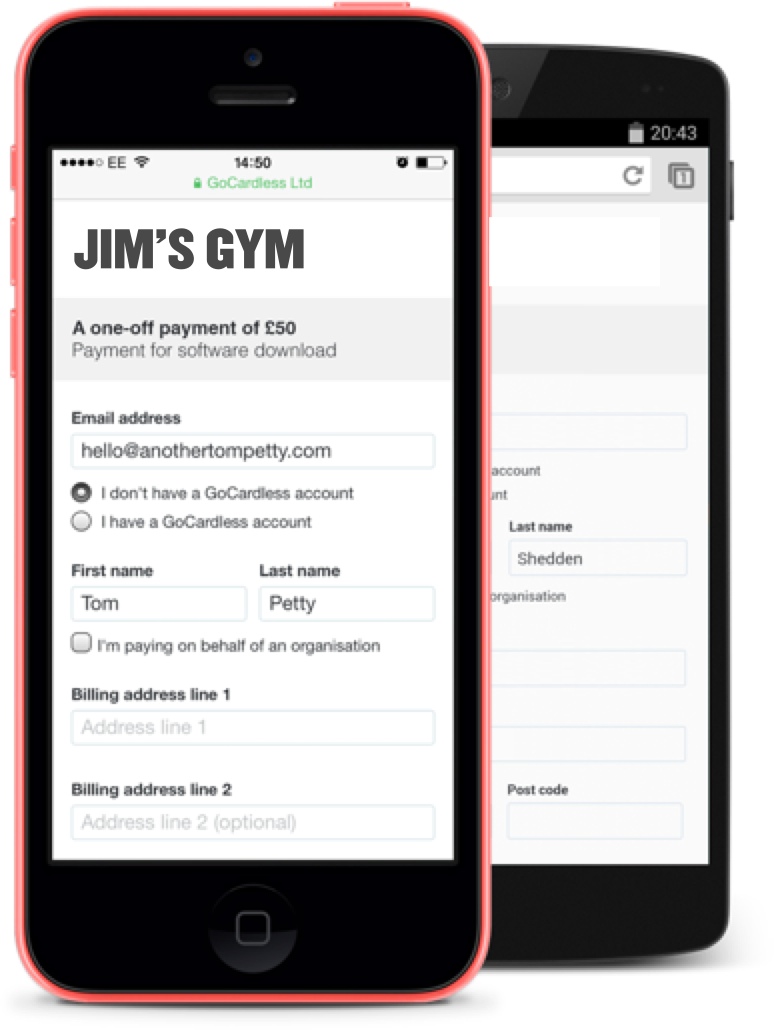 ●●●●○ EE 14:50
GoCardless Ltd
JIM'S GYM
A one-off payment of £50
Payment for software download
Email address
hello@anothertompetty.com
I don't have a GoCardless account
I have a GoCardless account
First name Last name
Tom Petty
I'm paying on behalf of an organisation
Billing address line 1
Address line 1
Billing address line 2
Address line 2 (optional)
20:43
1
account
unt
Last name
Shedden
organisation
Post code